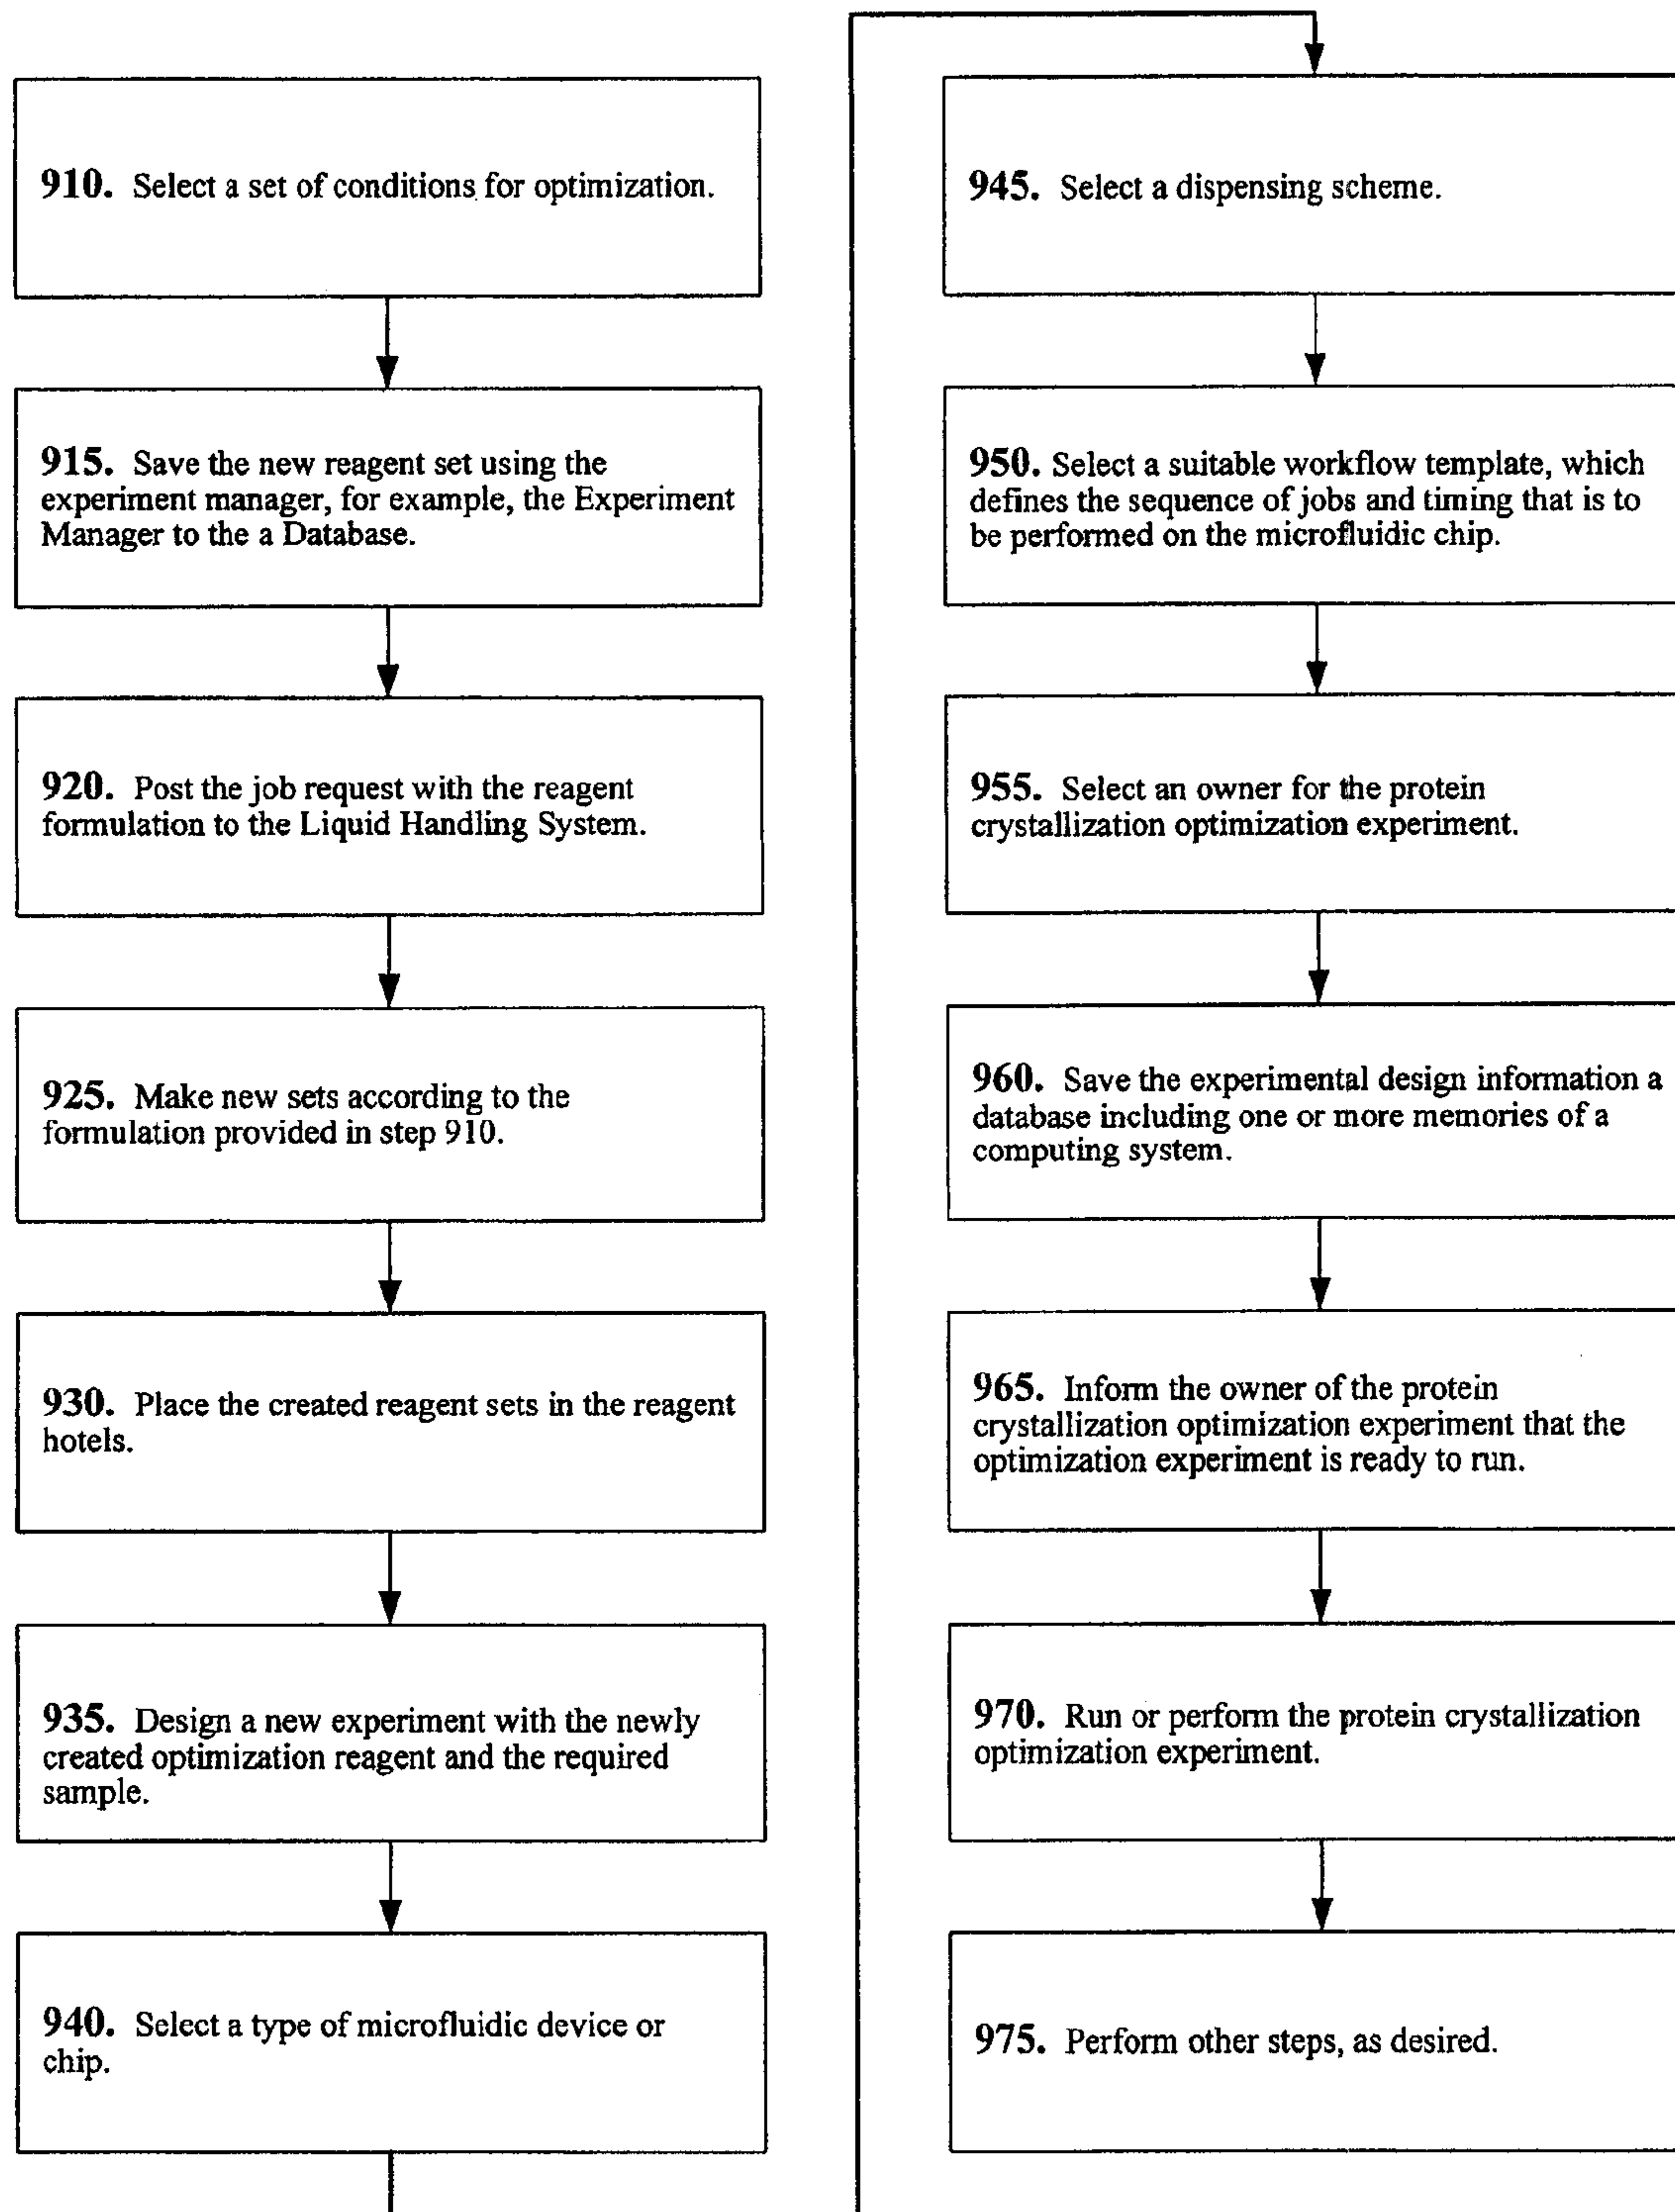 910. Select a set of conditions for optimization.
915. Save the new reagent set using the
experiment manager, for example, the Experiment
Manager to the a Database.
920. Post the job request with the reagent
formulation to the Liquid Handling System.
925. Make new sets according to the
formulation provided in step 910.
930. Place the created reagent sets in the reagent
hotels.
935. Design a new experiment with the newly
created optimization reagent and the required
sample.
940. Select a type of microfluidic device or
chip.
945. Select a dispensing scheme.
950. Select a suitable workflow template, which
defines the sequence of jobs and timing that is to
be performed on the microfluidic chip.
955. Select an owner for the protein
crystallization optimization experiment.
960. Save the experimental design information a
database including one or more memories of a
computing system.
965. Inform the owner of the protein
crystallization optimization experiment that the
optimization experiment is ready to run.
970. Run or perform the protein crystallization
optimization experiment.
975. Perform other steps, as desired.